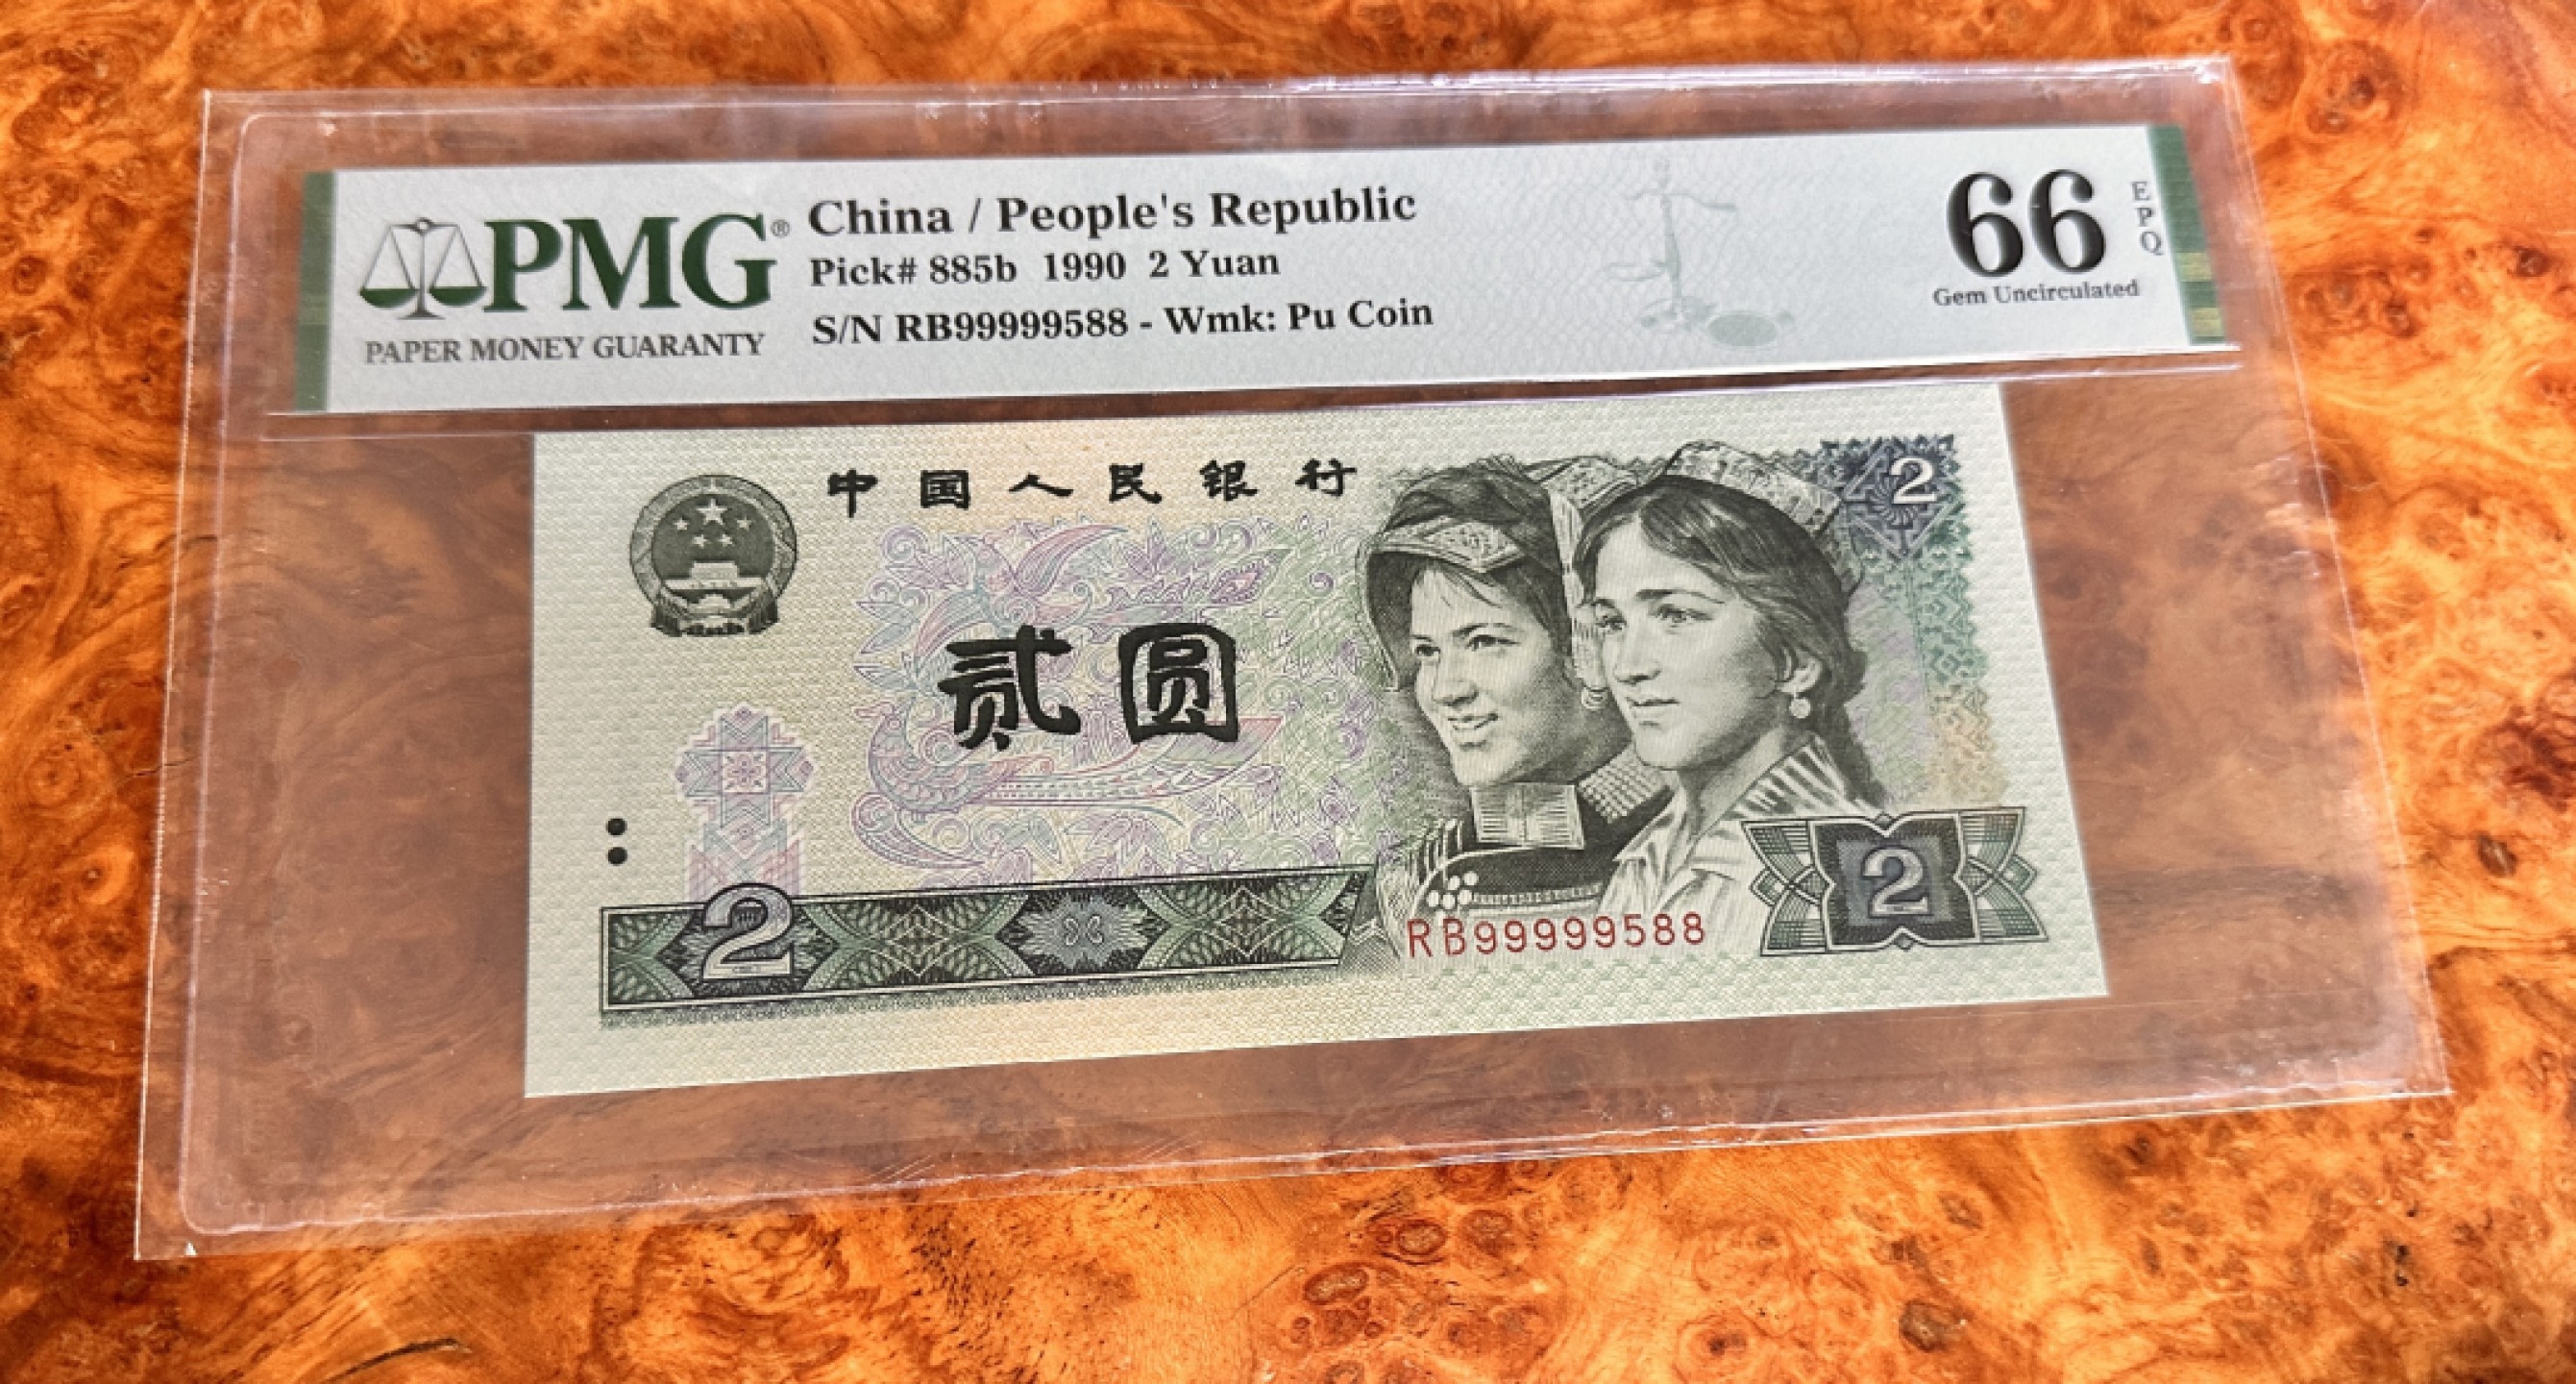 PMG®
PAPER MONEY GUARANTY
China / People's Republic
Pick# 885b 1990 2 Yuan
S/N RB99999588 - Wmk: Pu Coin
66
EPQ
Gem Uncirculated
中国人民银行
2
贰圆
2
2
RB99999588